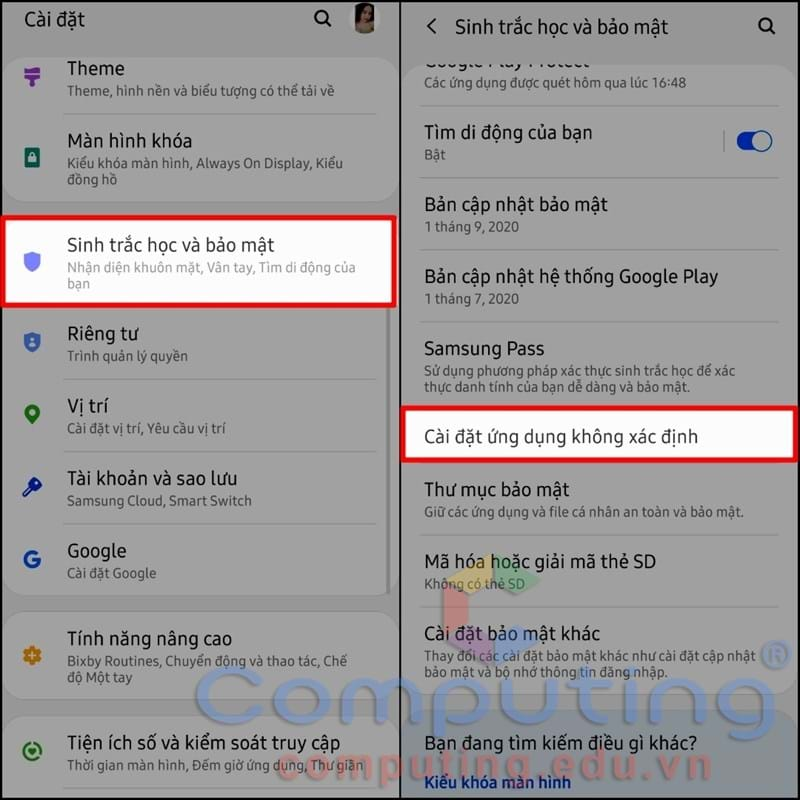 Cài đặt
Theme
Theme, hình nền và biểu tượng có thể tải về
Màn hình khóa
Kiểu khóa màn hình, Always On Display, Kiểu
đồng hồ
Sinh trắc học và bảo mật
Nhận diện khuôn mặt, Vân tay, Tìm di động của
bạn
Riêng tư
Trình quản lý quyền
Vị trí
Cài đặt vị trí, Yêu cầu vị trí
Tài khoản và sao lưu
Samsung Cloud, Smart Switch
Google
Cài đặt Google
Tính năng nâng cao
Bixby Routines, Chuyển động và thao tác, Chế
độ Một tay
Tiện ích số và kiểm soát truy cập
Thời gian màn hình, Đếm giờ ứng dụng, Thư giãn
Sinh trắc học và bảo mật
Google Play Protect
Các ứng dụng được quét hôm qua lúc 16:48
Tìm di động của bạn
Bật
Bản cập nhật bảo mật
1 tháng 9, 2020
Bản cập nhật hệ thống Google Play
1 tháng 7, 2020
Samsung Pass
Sử dụng phương pháp xác thực sinh trắc học để xác
thực danh tính của bạn dễ dàng và bảo mật.
Cài đặt ứng dụng không xác định
Thư mục bảo mật
Giữ các ứng dụng và file cá nhân an toàn và bảo mật.
Mã hóa hoặc giải mã thẻ SD
Không có thẻ SD
Cài đặt bảo mật khác
Thay đổi các cài đặt bảo mật khác như cài đặt cập nhật
bảo mật và bộ nhớ thông tin đăng nhập.
Bạn đang tìm kiếm điều gì khác?
Kiểu khóa màn hình
Computing®
computing.edu.vn